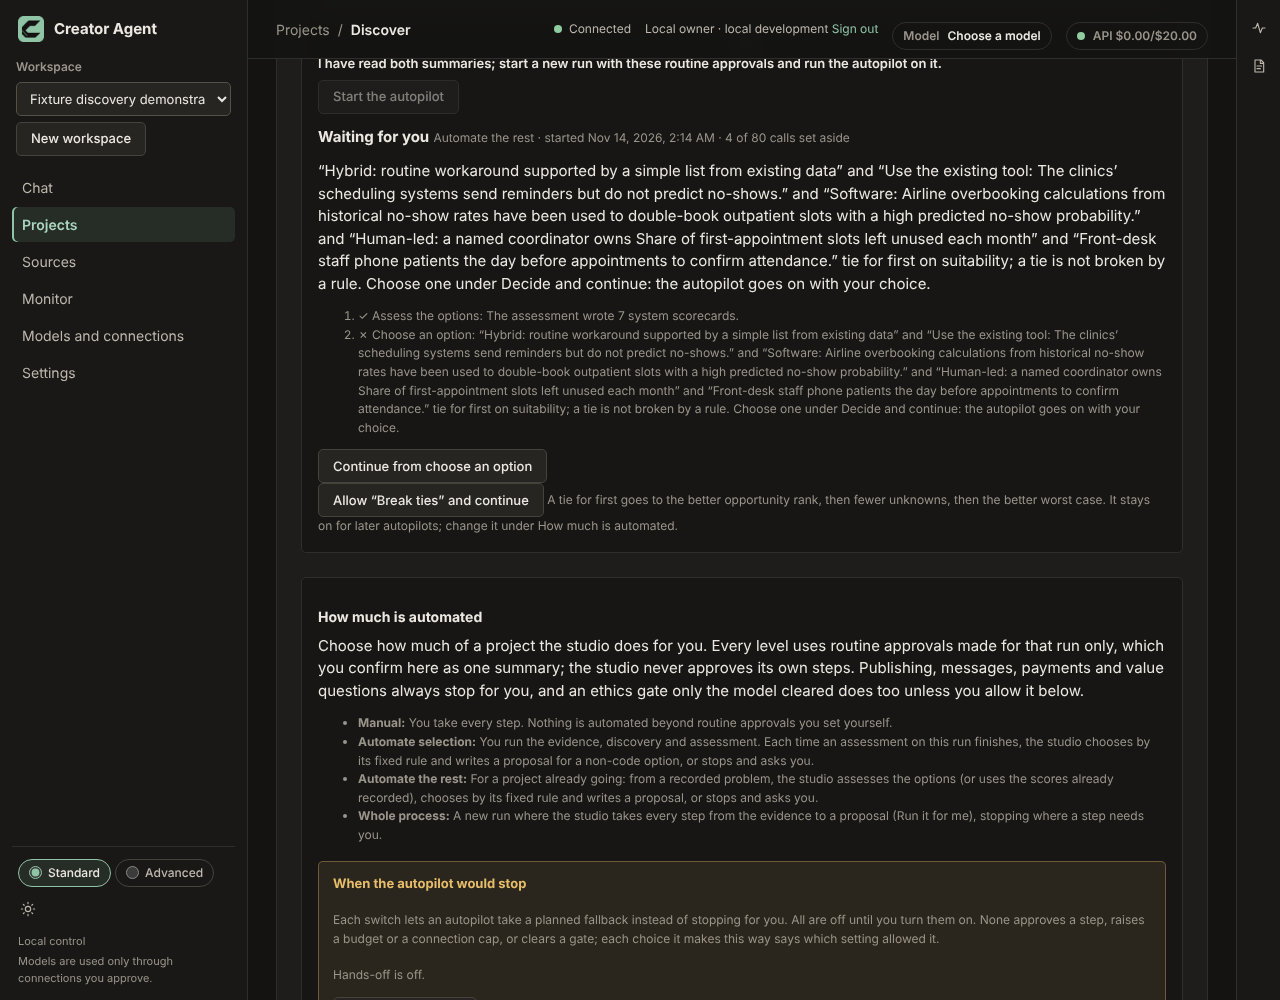 Creator Agent
Workspace
Fixture discovery demonstra
New workspace
Chat
Projects
Sources
Monitor
Models and connections
Settings
Standard
Advanced
Local control
Models are used only through
connections you approve.
Projects / Discover
Connected
Local owner · local development Sign out
Model Choose a model
API $0.00/$20.00
I have read both summaries; start a new run with these routine approvals and run the autopilot on it.
Start the autopilot
Waiting for you Automate the rest · started Nov 14, 2026, 2:14 AM · 4 of 80 calls set aside
“Hybrid: routine workaround supported by a simple list from existing data” and “Use the existing tool: The clinics’
scheduling systems send reminders but do not predict no-shows.” and “Software: Airline overbooking calculations from
historical no-show rates have been used to double-book outpatient slots with a high predicted no-show probability.”
and “Human-led: a named coordinator owns Share of first-appointment slots left unused each month” and “Front-desk
staff phone patients the day before appointments to confirm attendance.” tie for first on suitability; a tie is not broken by
a rule. Choose one under Decide and continue: the autopilot goes on with your choice.
1. ✓ Assess the options: The assessment wrote 7 system scorecards.
2. × Choose an option: “Hybrid: routine workaround supported by a simple list from existing data” and “Use the existing tool: The clinics’
scheduling systems send reminders but do not predict no-shows.” and “Software: Airline overbooking calculations from historical no-show
rates have been used to double-book outpatient slots with a high predicted no-show probability.” and “Human-led: a named coordinator owns
Share of first-appointment slots left unused each month” and “Front-desk staff phone patients the day before appointments to confirm
attendance.” tie for first on suitability; a tie is not broken by a rule. Choose one under Decide and continue: the autopilot goes on with your
choice.
Continue from choose an option
Allow “Break ties” and continue A tie for first goes to the better opportunity rank, then fewer unknowns, then the better worst case. It stays
on for later autopilots; change it under How much is automated.
How much is automated
Choose how much of a project the studio does for you. Every level uses routine approvals made for that run only, which
you confirm here as one summary; the studio never approves its own steps. Publishing, messages, payments and value
questions always stop for you, and an ethics gate only the model cleared does too unless you allow it below.
• Manual: You take every step. Nothing is automated beyond routine approvals you set yourself.
• Automate selection: You run the evidence, discovery and assessment. Each time an assessment on this run finishes, the studio chooses by
its fixed rule and writes a proposal for a non-code option, or stops and asks you.
• Automate the rest: For a project already going: from a recorded problem, the studio assesses the options (or uses the scores already
recorded), chooses by its fixed rule and writes a proposal, or stops and asks you.
• Whole process: A new run where the studio takes every step from the evidence to a proposal (Run it for me), stopping where a step needs
you.
When the autopilot would stop
Each switch lets an autopilot take a planned fallback instead of stopping for you. All are off until you turn them on. None approves a step, raises
a budget or a connection cap, or clears a gate; each choice it makes this way says which setting allowed it.
Hands-off is off.